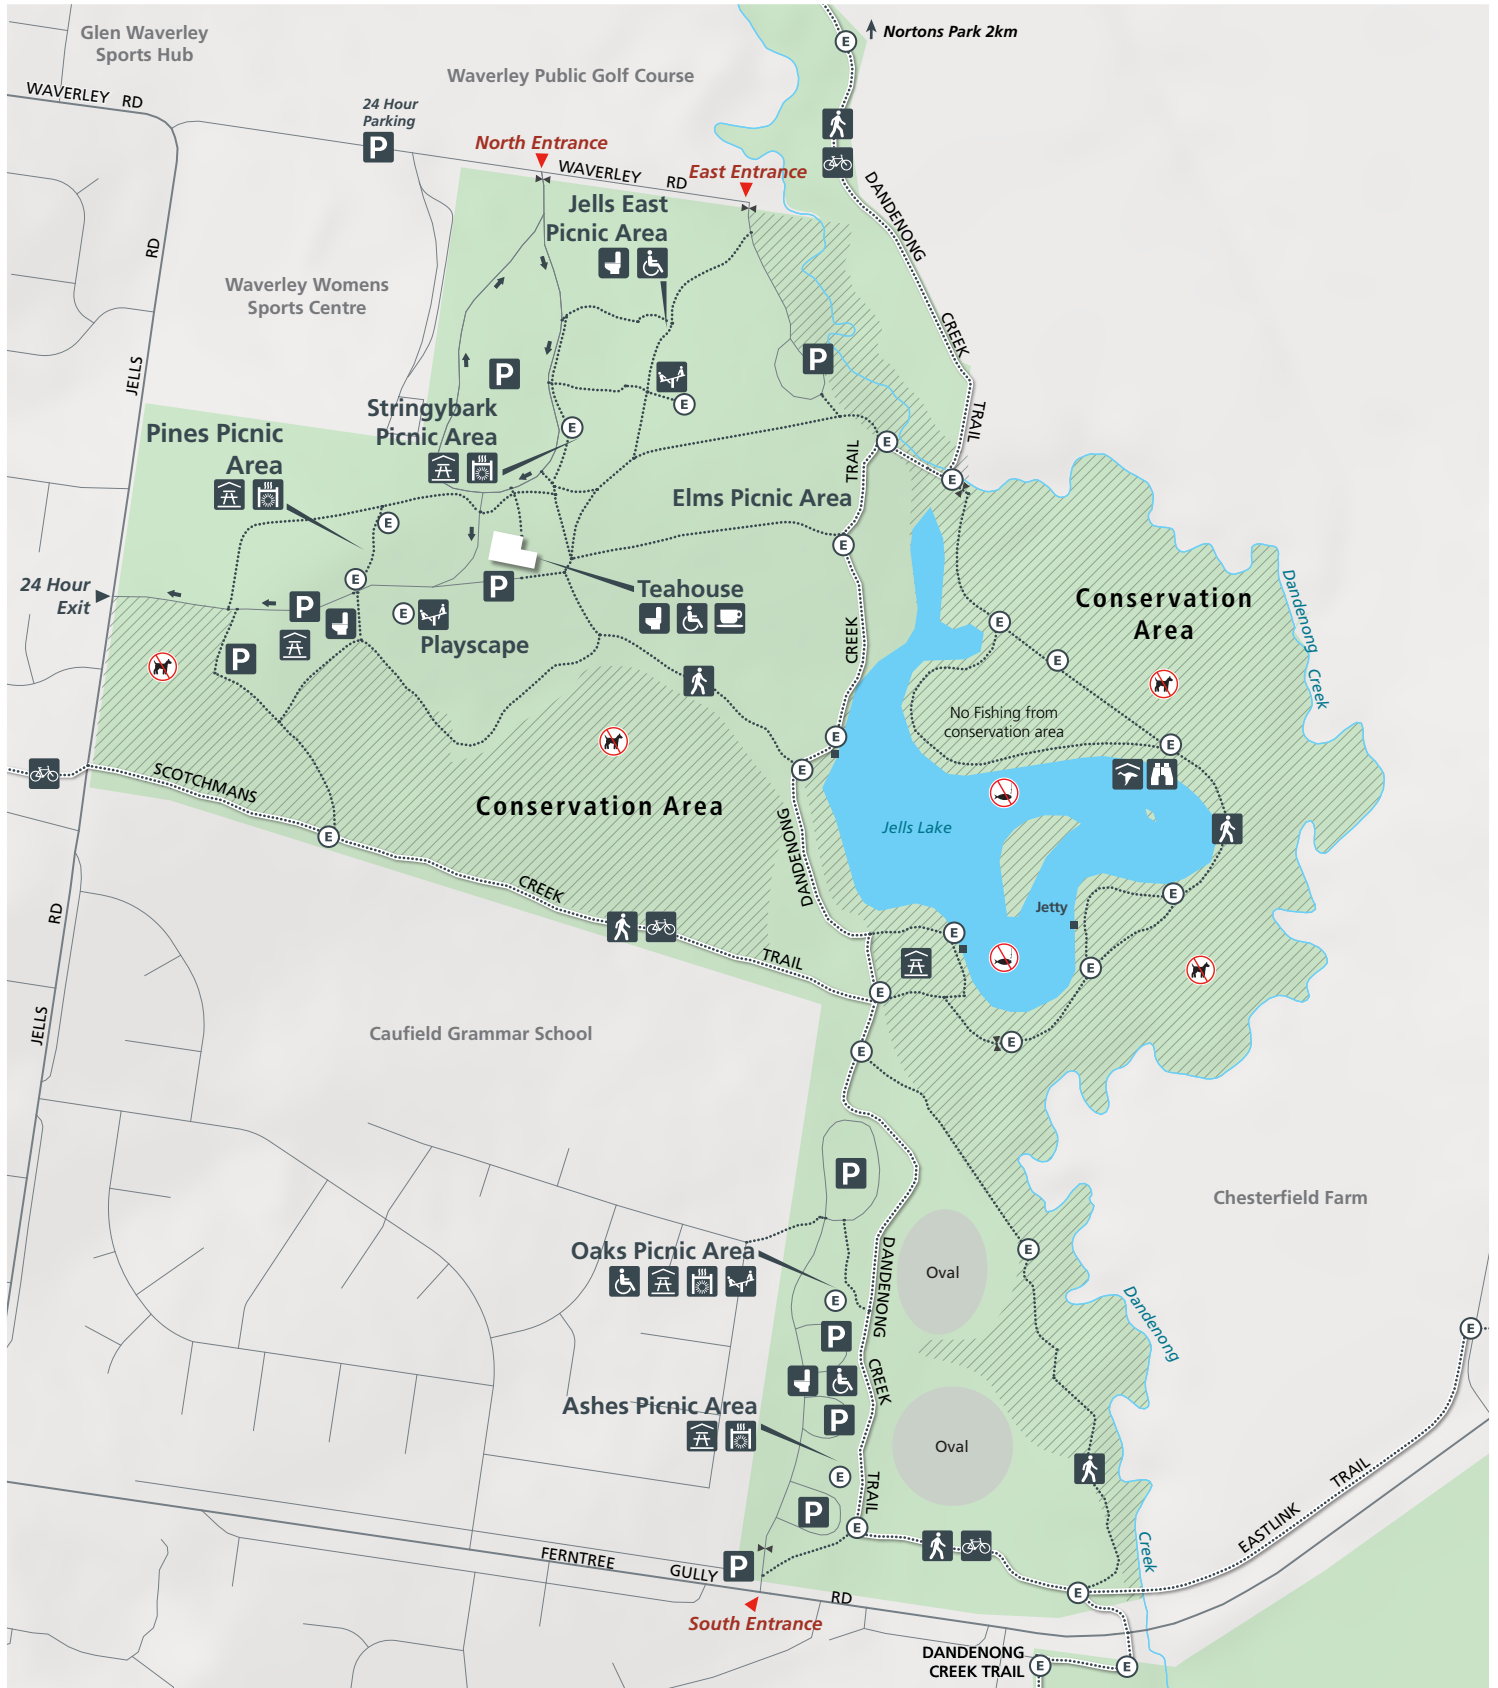 Glen Waverley
Sports Hub
Nortons Park 2km
E
Waverley Public Golf Course
WAVERLEY RD
24 Hour
Parking
P
North Entrance
WAVERLEY RD
East Entrance
DANDENONG
CREEK
TRAIL
Jells East
Picnic Area
RD
JELLS
Waverley Womens
Sports Centre
P
P
E
Stringybark
Picnic Area
E
Pines Picnic
Area
E
E
TRAIL
E
Elms Picnic Area
E
E
24 Hour
Exit
Teahouse
P
P
E
Playscape
P
CREEK
E
E
Conservation
Area
Dandenong
Creek
No Fishing from
conservation area
E
E
E
SCOTCHMANS
CREEK
TRAIL
E
Conservation Area
DANDENONG
Jells Lake
Jetty
E
E
E
E
E
E
RD
JELLS
Caufield Grammar School
P
Chesterfield Farm
Oaks Picnic Area
E
P
DANDENONG
CREEK
TRAIL
Oval
E
Dandenong
Creek
E
Ashes Picnic Area
P
E
Oval
P
E
EASTLINK TRAIL
FERNTREE GULLY RD
P
South Entrance
E
DANDENONG
CREEK TRAIL
E
E